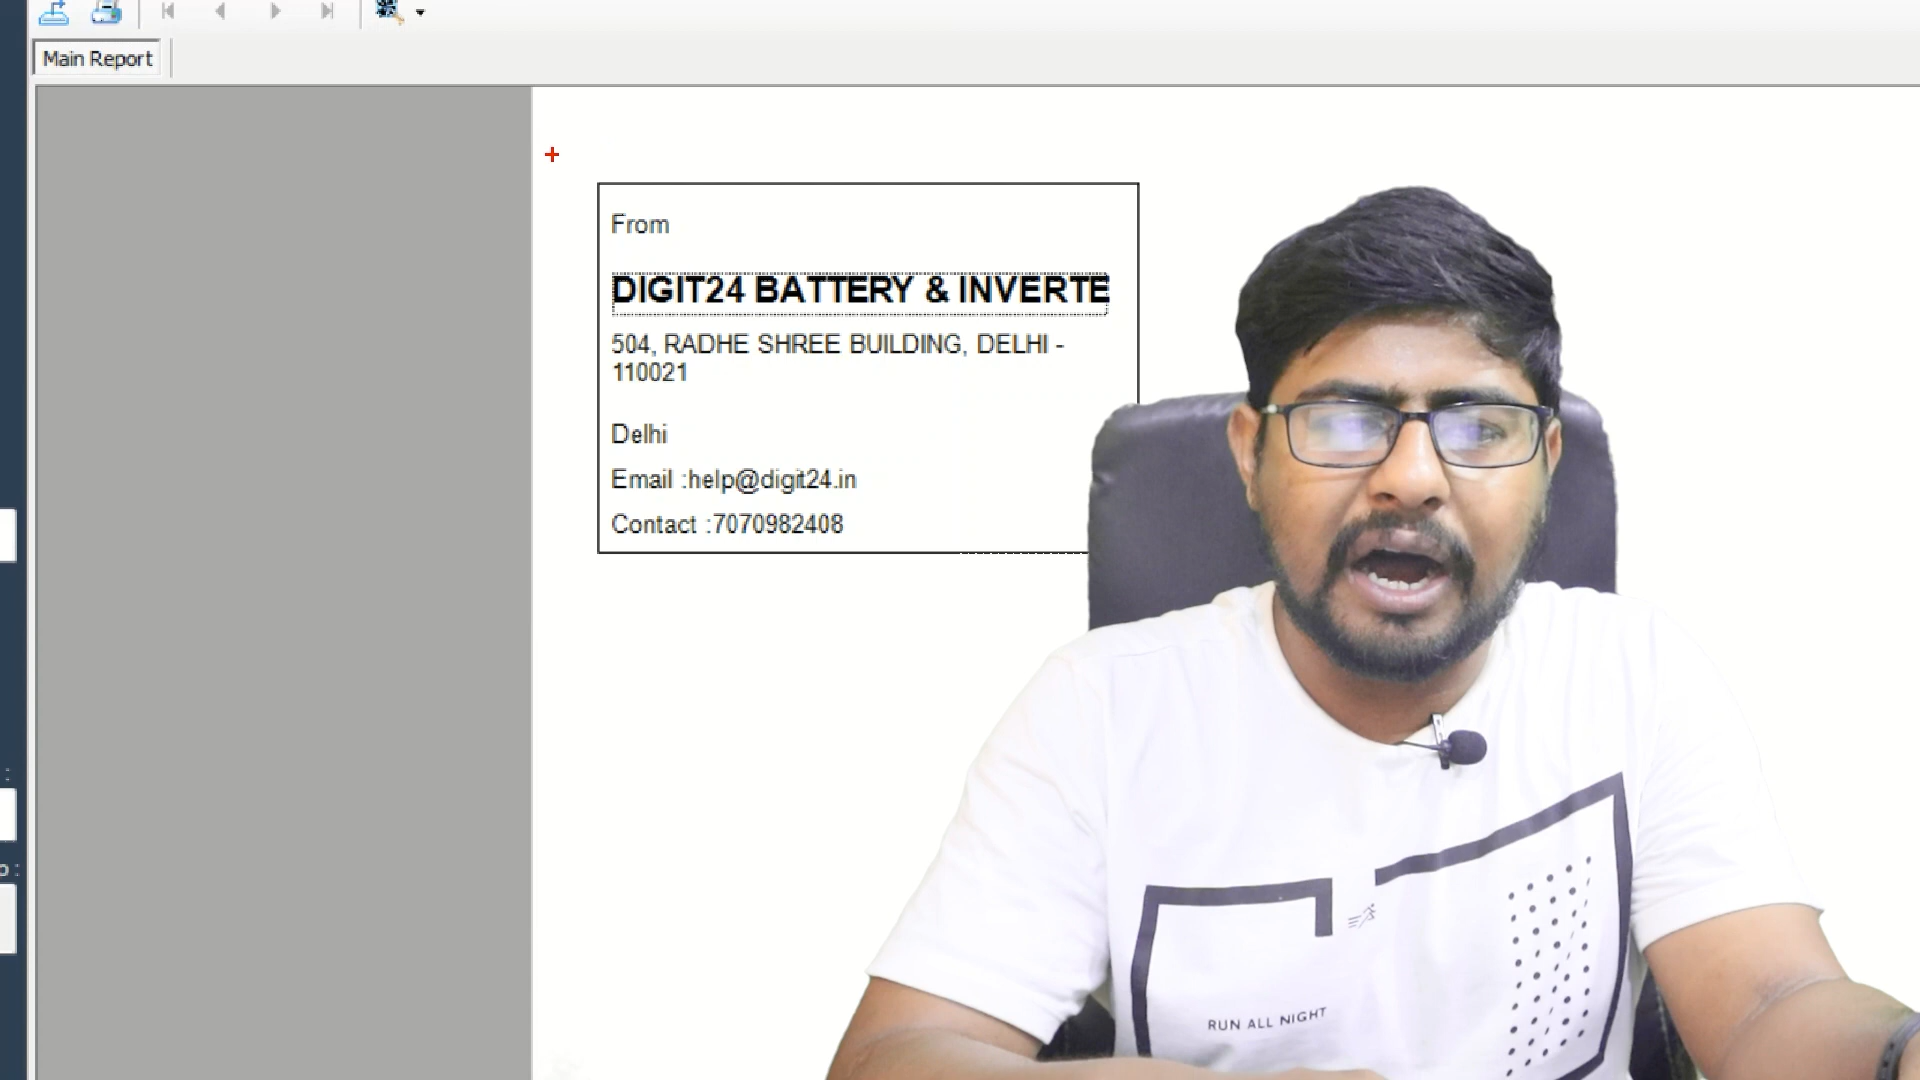 Main Report
From
DIGIT24 BATTERY & INVERTE
504, RADHE SHREE BUILDING, DELHI -
110021
Delhi
Email :help@digit24.in
Contact :7070982408
:
o :
RUN ALL NIGHT